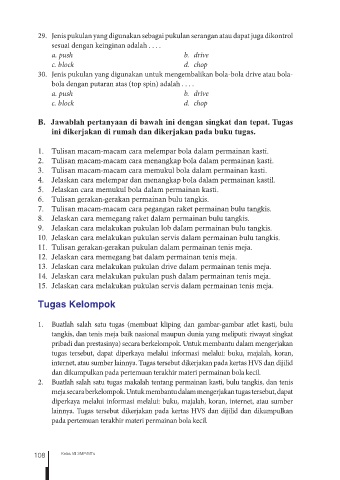 29. Jenis pukulan yang digunakan sebagai pukulan serangan atau dapat juga dikontrol
sesuai dengan keinginan adalah . . . .
a. push b. drive
c. block d. chop
30. Jenis pukulan yang digunakan untuk mengembalikan bola-bola drive atau bola-
bola dengan putaran atas (top spin) adalah . . . .
a. push b. drive
c. block d. chop
B. Jawablah pertanyaan di bawah ini dengan singkat dan tepat. Tugas
ini dikerjakan di rumah dan dikerjakan pada buku tugas.
1. Tulisan macam-macam cara melempar bola dalam permainan kasti.
2. Tulisan macam-macam cara menangkap bola dalam permainan kasti.
3. Tulisan macam-macam cara memukul bola dalam permainan kasti.
4. Jelaskan cara melempar dan menangkap bola dalam permainan kastil.
5. Jelaskan cara memukul bola dalam permainan kasti.
6. Tulisan gerakan-gerakan permainan bulu tangkis.
7. Tulisan macam-macam cara pegangan raket permainan bulu tangkis.
8. Jelaskan cara memegang raket dalam permainan bulu tangkis.
9. Jelaskan cara melakukan pukulan lob dalam permainan bulu tangkis.
10. Jelaskan cara melakukan pukulan servis dalam permainan bulu tangkis.
11. Tulisan gerakan-gerakan pukulan dalam permainan tenis meja.
12. Jelaskan cara memegang bat dalam permainan tenis meja.
13. Jelaskan cara melakukan pukulan drive dalam permainan tenis meja.
14. Jelaskan cara melakukan pukulan push dalam permainan tenis meja.
15. Jelaskan cara melakukan pukulan servis dalam permainan tenis meja.
Tugas Kelompok
1. Buatlah salah satu tugas (membuat kliping dan gambar-gambar atlet kasti, bulu
tangkis, dan tenis meja baik nasional maupun dunia yang meliputi: riwayat singkat
pribadi dan prestasinya) secara berkelompok. Untuk membantu dalam mengerjakan
tugas tersebut, dapat diperkaya melalui informasi melalui: buku, majalah, koran,
internet, atau sumber lainnya. Tugas tersebut dikerjakan pada kertas HVS dan dijilid
dan dikumpulkan pada pertemuan terakhir materi permainan bola kecil.
2. Buatlah salah satu tugas makalah tentang permainan kasti, bulu tangkis, dan tenis
meja secara berkelompok. Untuk membantu dalam mengerjakan tugas tersebut, dapat
diperkaya melalui informasi melalui: buku, majalah, koran, internet, atau sumber
lainnya. Tugas tersebut dikerjakan pada kertas HVS dan dijilid dan dikumpulkan
pada pertemuan terakhir materi permainan bola kecil.
108 Kelas VII SMP/MTs